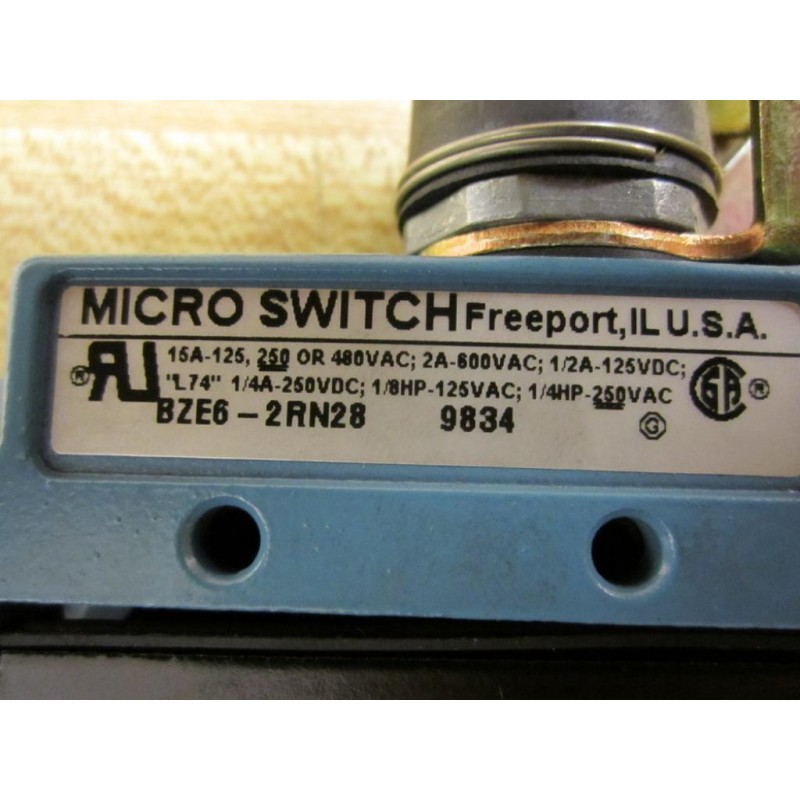 MICRO SWITCH Freeport, IL U.S.A.
15A-125, 250 OR 480VAC; 2A-600VAC; 1/2A-125VDC;
"L74" 1/4A-250VDC; 1/8HP-125VAC; 1/4HP-250VAC
BZE6-2RN28 9834